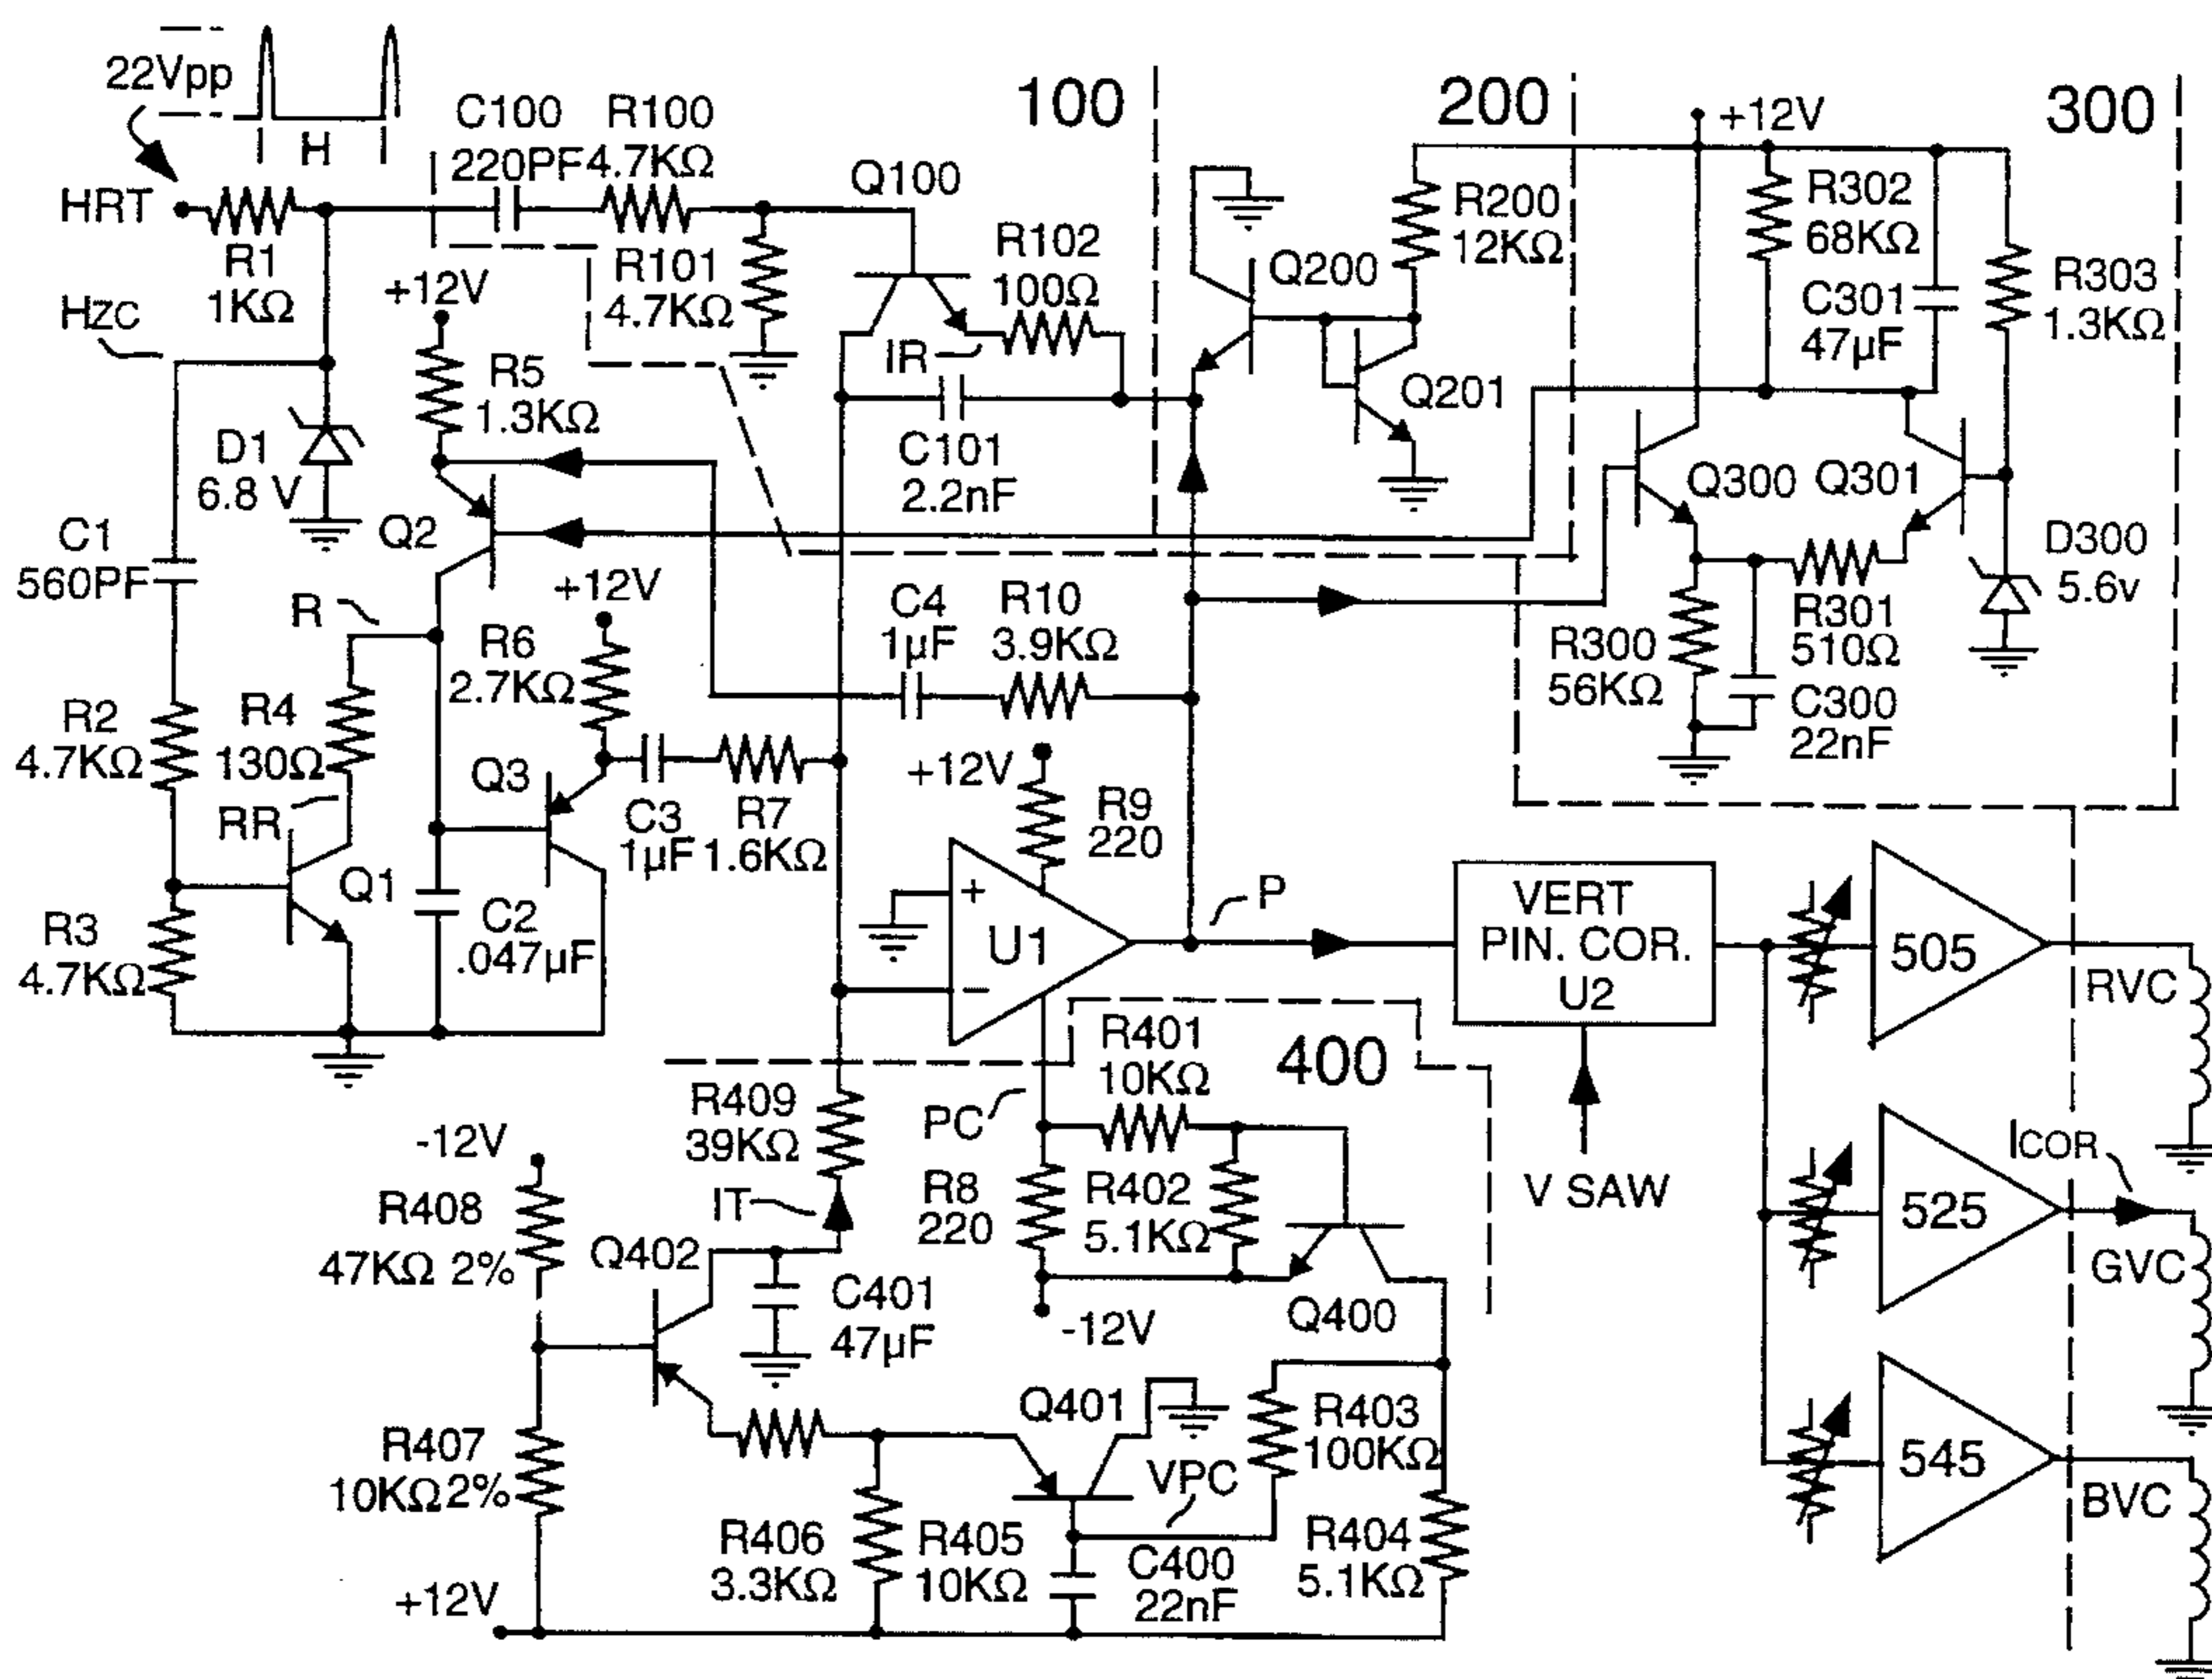 22Vpp
H
HRT
R1
1KΩ
HZC
C100
220PF
R100
4.7KΩ
100
200
300
Q100
+12V
R101
4.7KΩ
R102
100Ω
IR
C101
2.2nF
Q200
R200
12KΩ
Q201
+12V
R302
68KΩ
C301
47µF
R303
1.3KΩ
R5
1.3KΩ
D1
6.8 V
Q2
C1
560PF
R
+12V
R6
2.7KΩ
C4
1µF
R10
3.9KΩ
Q300
Q301
D300
5.6v
R301
510Ω
R300
56KΩ
C300
22nF
R2
4.7KΩ
R4
130Ω
RR
Q3
C3
1µF
R7
1.6KΩ
+12V
R9
220
Q1
C2
.047µF
R3
4.7KΩ
+
U1
−
P
VERT
PIN. COR.
U2
505
RVC
400
R401
10KΩ
PC
R409
39KΩ
-12V
R408
47KΩ 2%
IT
R8
220
R402
5.1KΩ
V SAW
ICOR
525
GVC
Q402
C401
47µF
-12V
Q400
R407
10KΩ 2%
Q401
R403
100KΩ
VPC
545
BVC
R406
3.3KΩ
R405
10KΩ
C400
22nF
R404
5.1KΩ
+12V